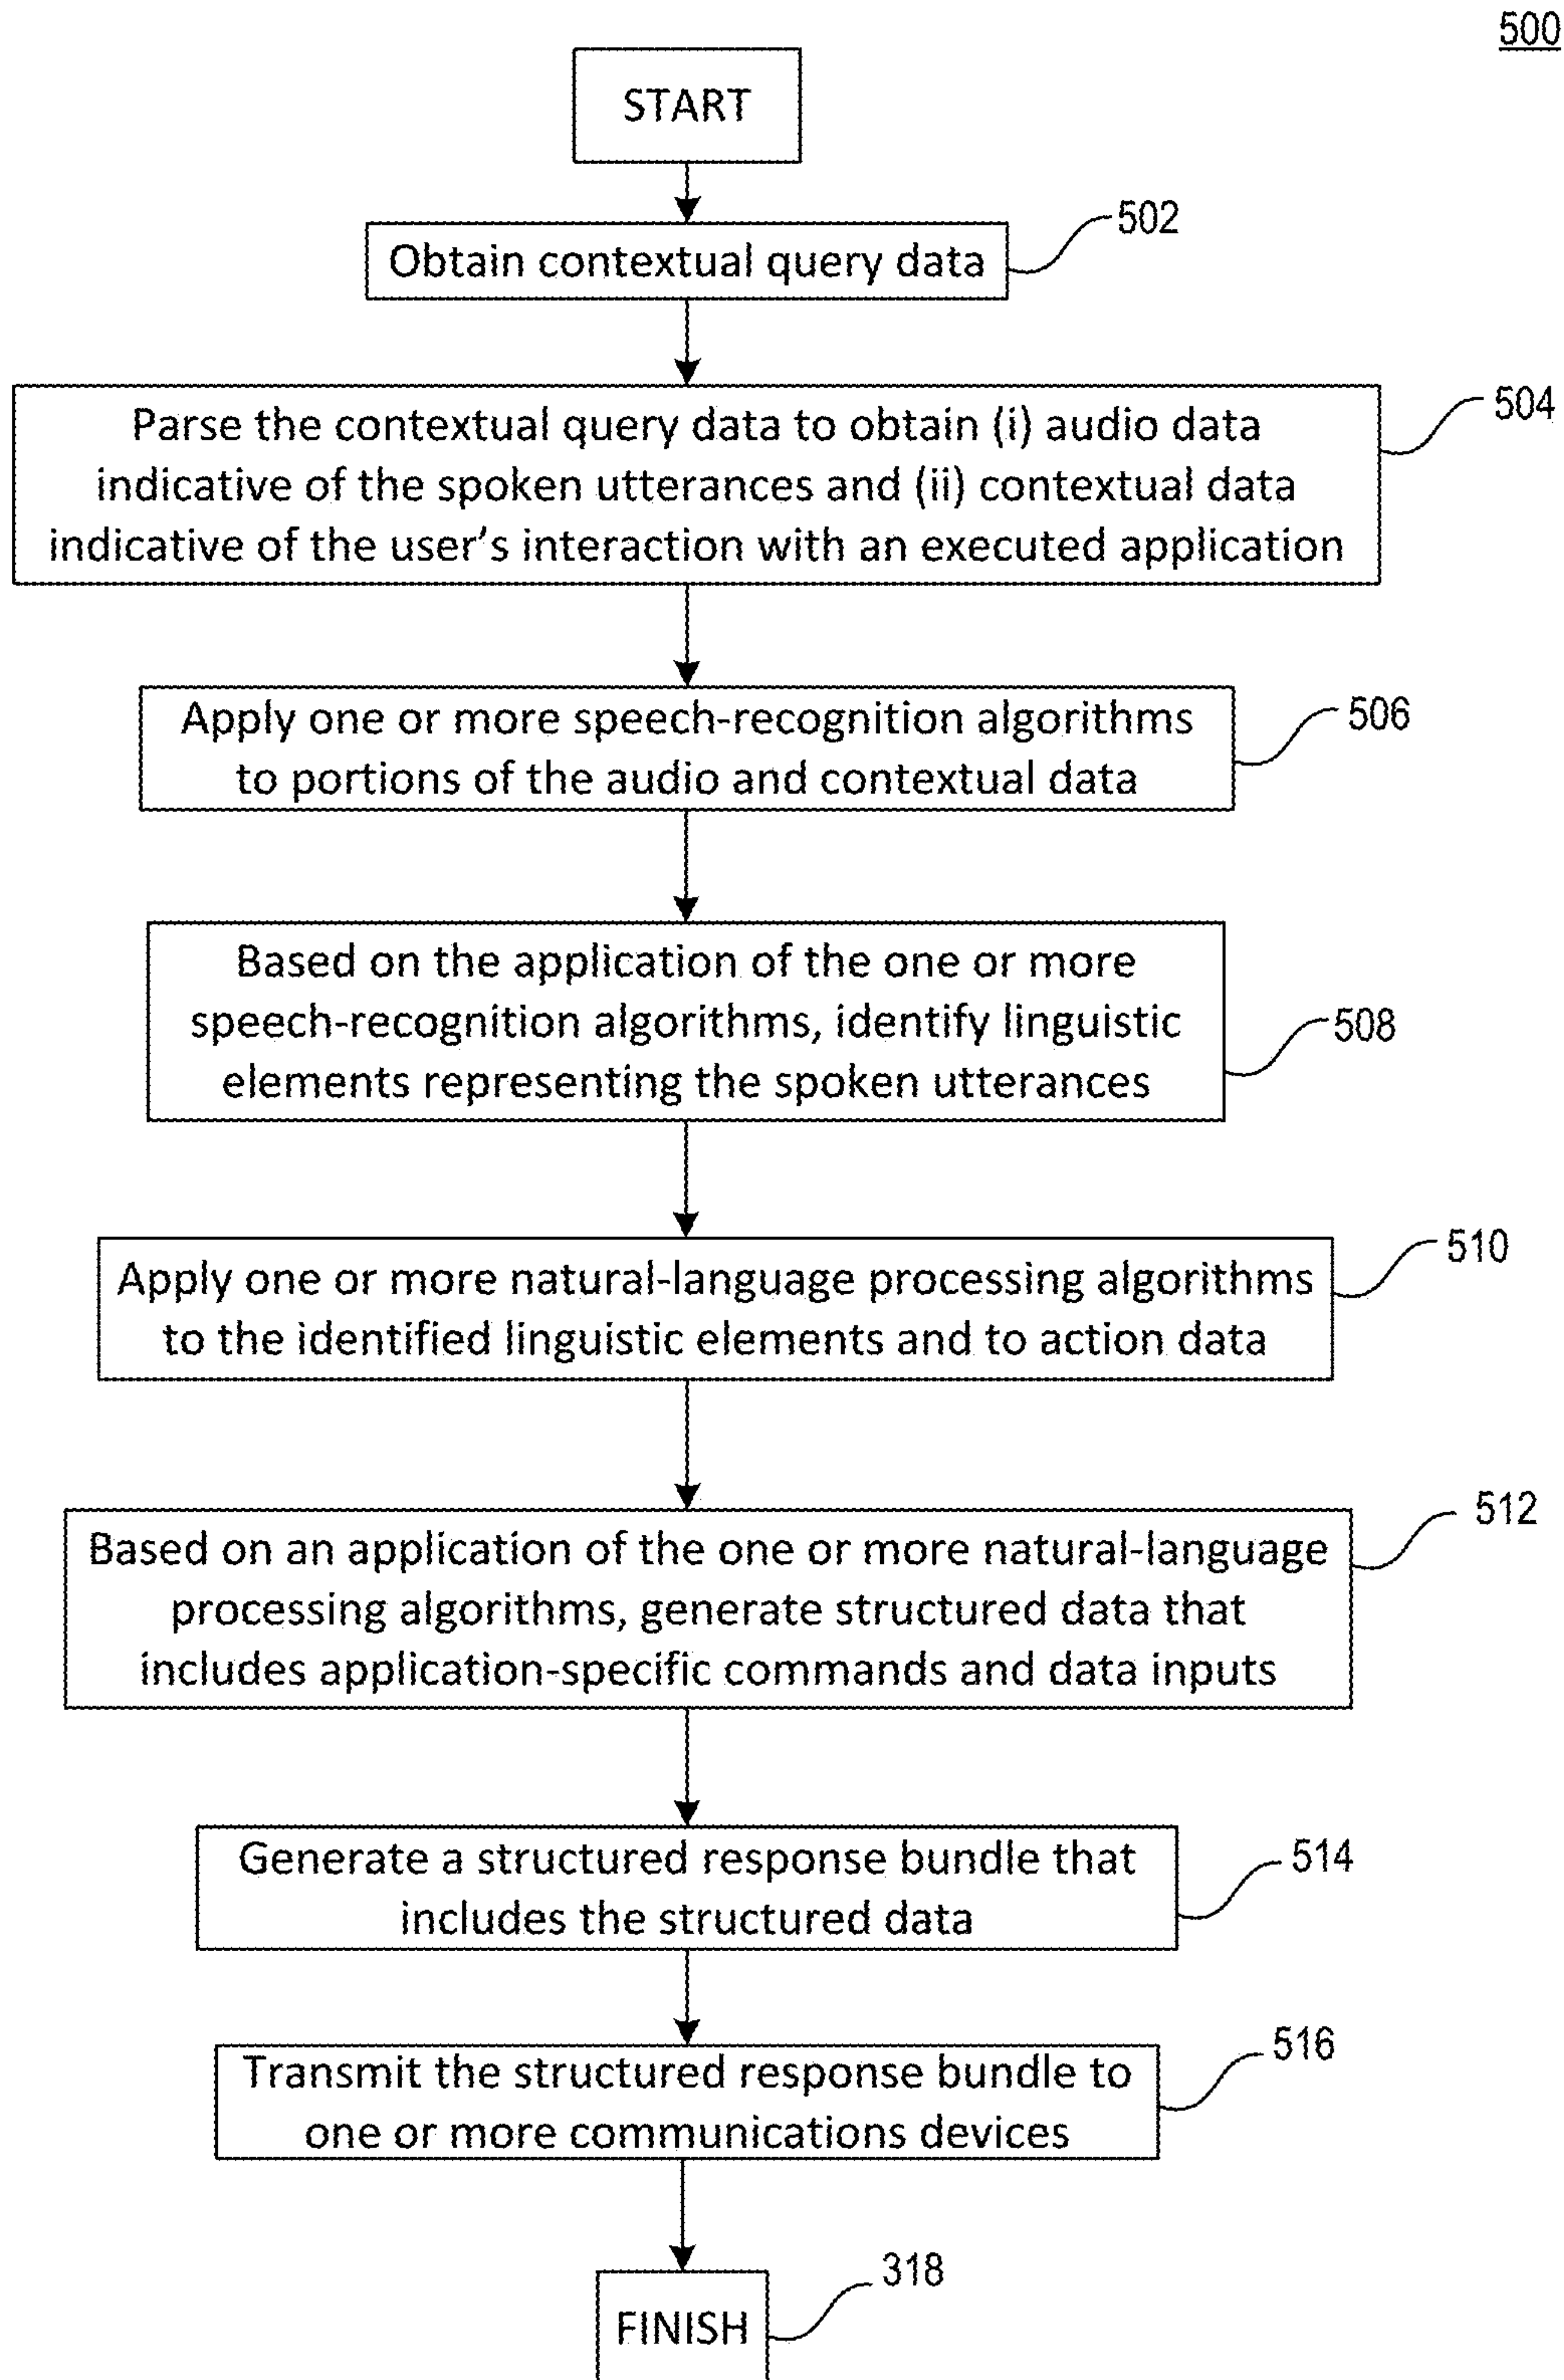 500
START
502
Obtain contextual query data
504
Parse the contextual query data to obtain (i) audio data
indicative of the spoken utterances and (ii) contextual data
indicative of the user's interaction with an executed application
506
Apply one or more speech-recognition algorithms
to portions of the audio and contextual data
Based on the application of the one or more
speech-recognition algorithms, identify linguistic
elements representing the spoken utterances
508
510
Apply one or more natural-language processing algorithms
to the identified linguistic elements and to action data
512
Based on an application of the one or more natural-language
processing algorithms, generate structured data that
includes application-specific commands and data inputs
514
Generate a structured response bundle that
includes the structured data
516
Transmit the structured response bundle to
one or more communications devices
318
FINISH